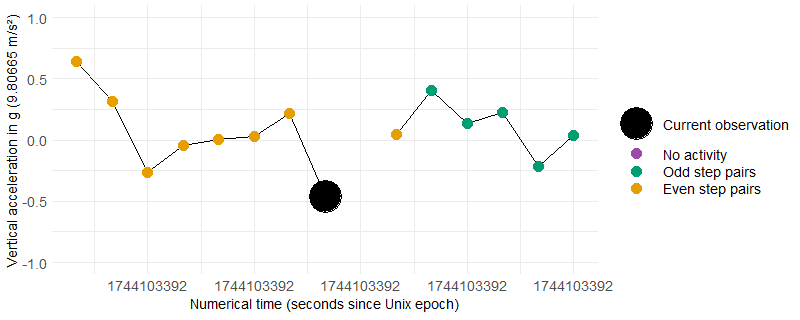 Vertical acceleration in g (9.80665 m/s²)
1.0
0.5
0.0
-0.5
-1.0
1744103392 1744103392 1744103392 1744103392 1744103392
Numerical time (seconds since Unix epoch)
Current observation
No activity
Odd step pairs
Even step pairs